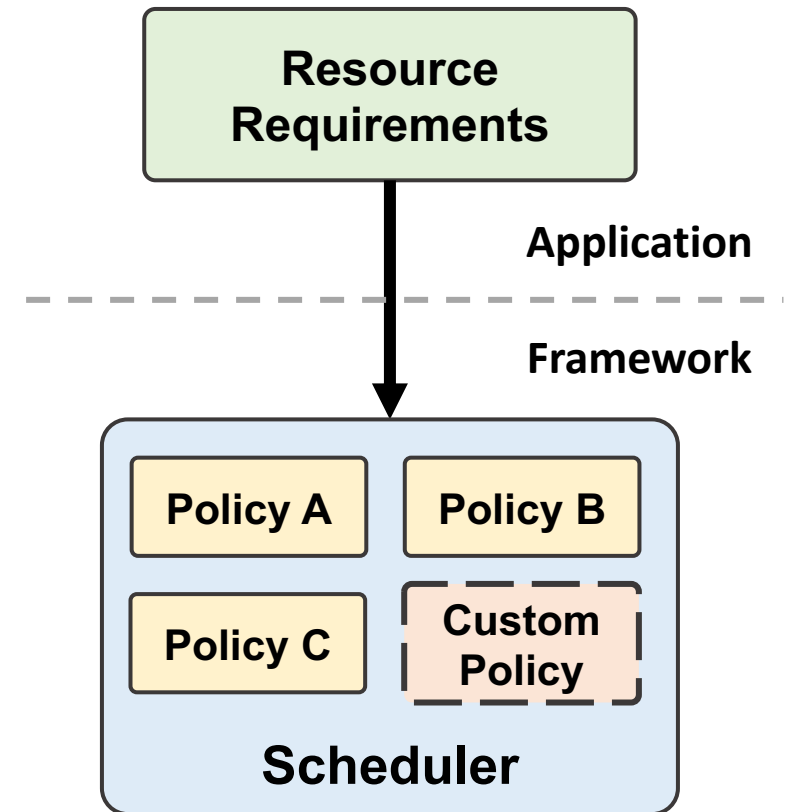 Resource
Requirements
Application
Framework
Policy A
Policy B
Policy C
Custom
Policy
Scheduler